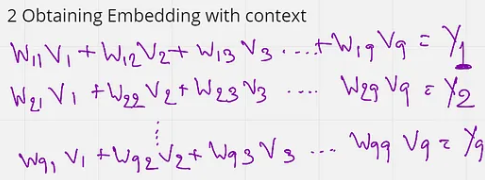 2 Obtaining Embedding with context
W11 V1 + W12 V2 + W13 V3 .... + W19 V9 = Y1
W21 V1 + W22 V2 + W23 V3 .... W29 V9 = Y2
W91 V1 + W92 V2 + W93 V3 ... W99 V9 = Y9